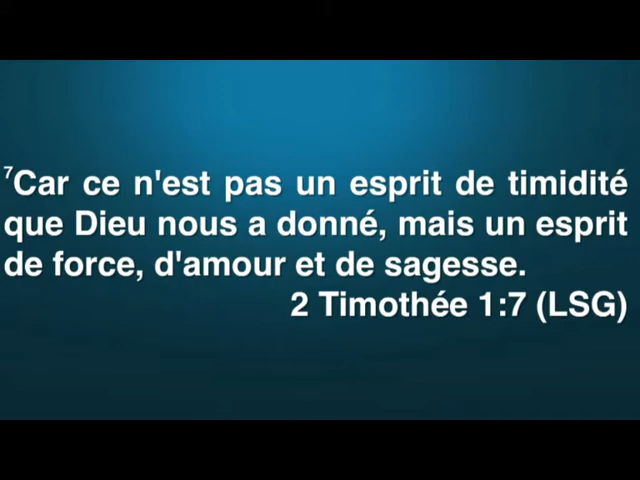 ⁷Car ce n'est pas un esprit de timidité
que Dieu nous a donné, mais un esprit
de force, d'amour et de sagesse.
2 Timothée 1:7 (LSG)